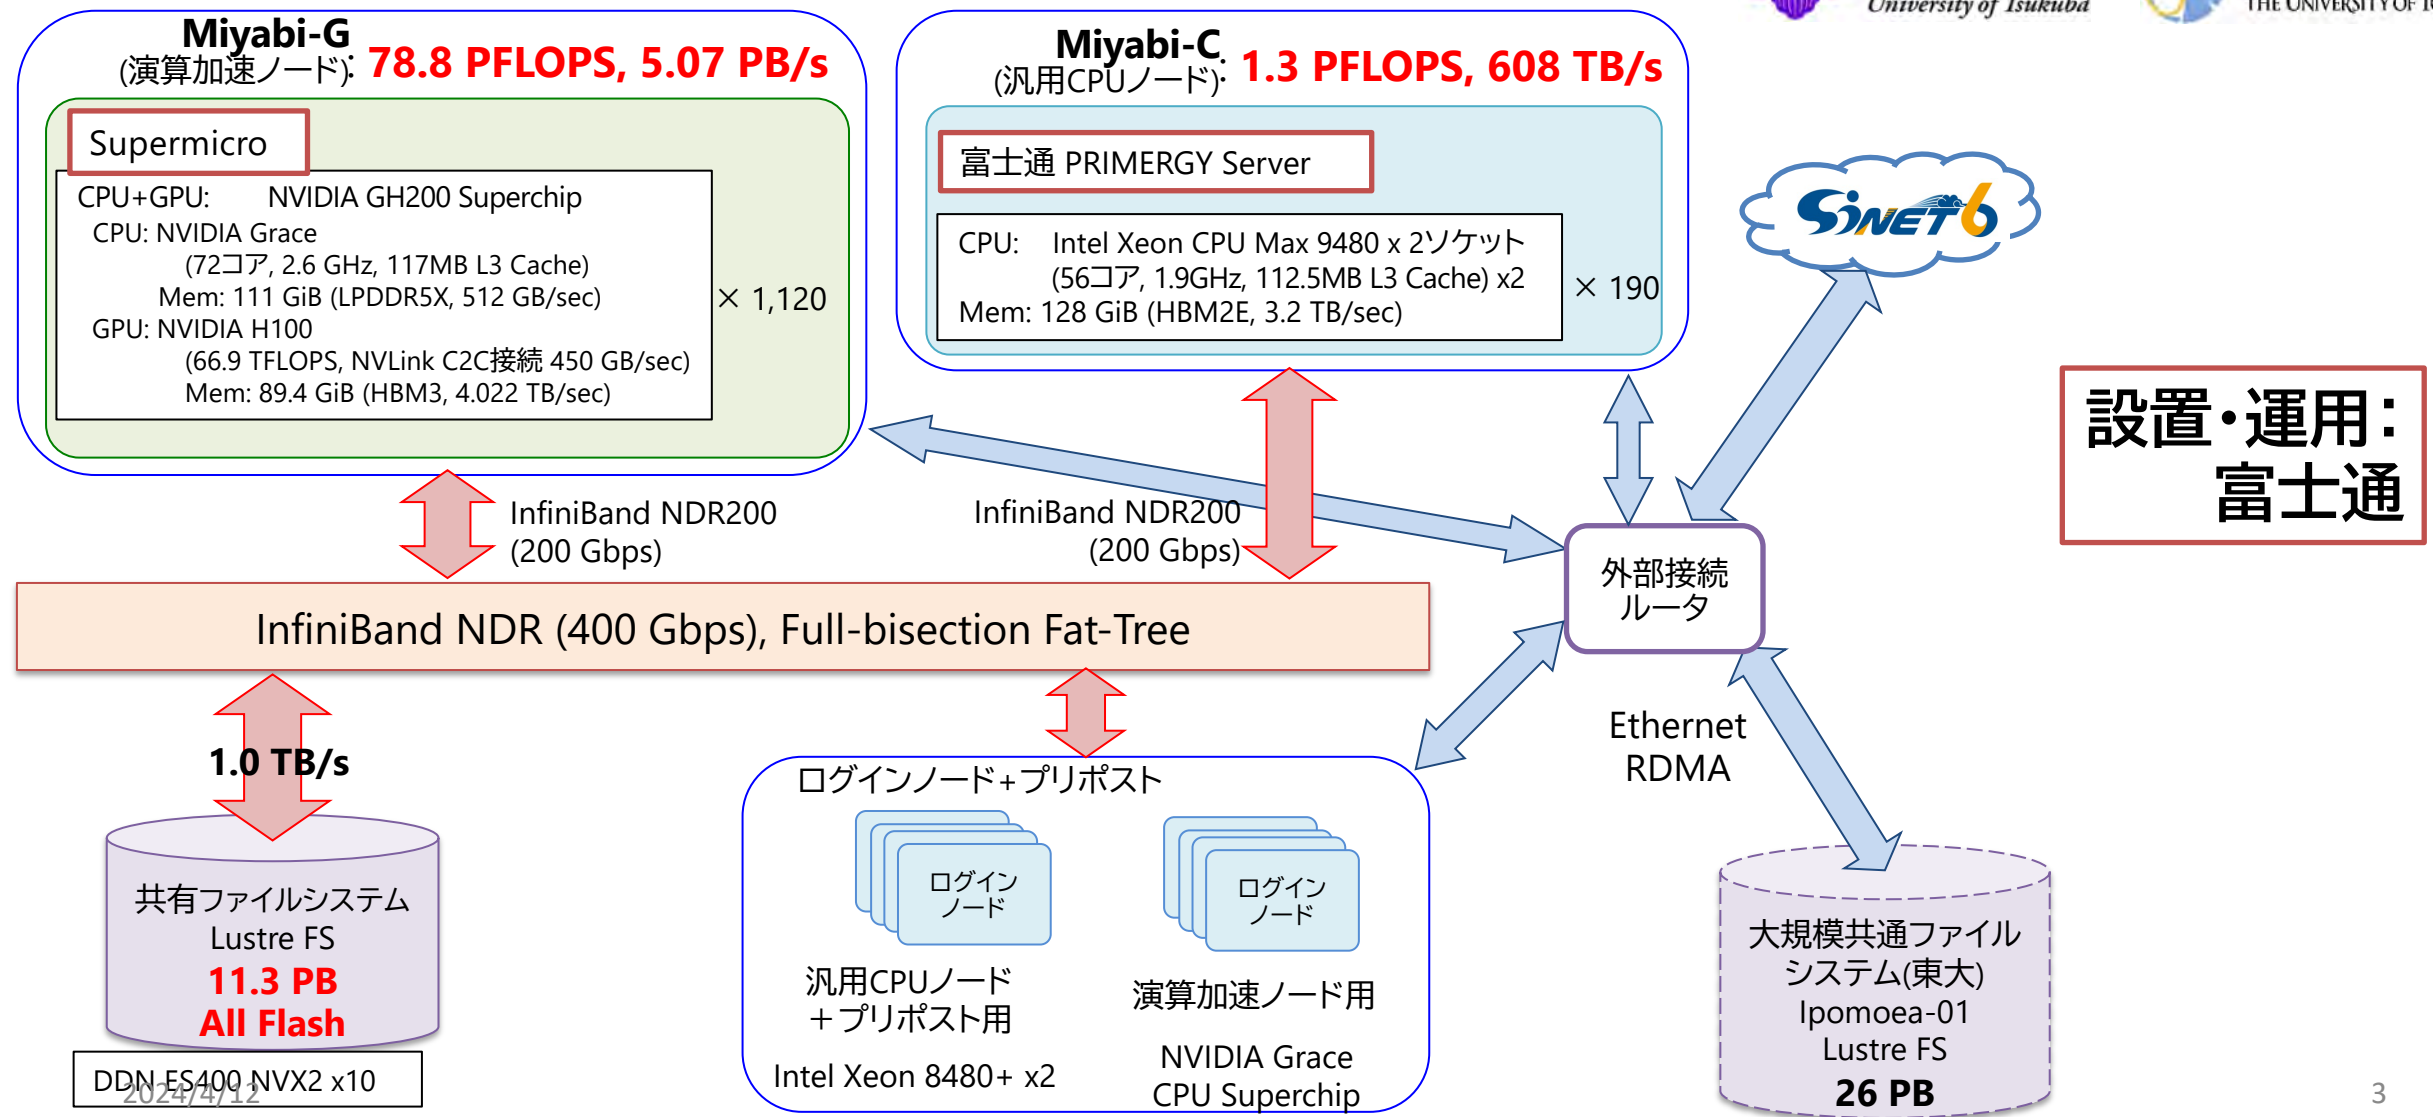 University of Tsukuba
THE UNIVERSITY OF
Miyabi-G
(演算加速ノード): 78.8 PFLOPS, 5.07 PB/s
Supermicro
CPU+GPU: NVIDIA GH200 Superchip
CPU: NVIDIA Grace
(72コア, 2.6 GHz, 117MB L3 Cache)
Mem: 111 GiB (LPDDR5X, 512 GB/sec)
GPU: NVIDIA H100
(66.9 TFLOPS, NVLink C2C接続 450 GB/sec)
Mem: 89.4 GiB (HBM3, 4.022 TB/sec)
× 1,120
Miyabi-C
(汎用CPUノード): 1.3 PFLOPS, 608 TB/s
富士通 PRIMERGY Server
CPU: Intel Xeon CPU Max 9480 x 2ソケット
(56コア, 1.9GHz, 112.5MB L3 Cache) x2
Mem: 128 GiB (HBM2E, 3.2 TB/sec)
× 190
SINET6
設置・運用:
富士通
InfiniBand NDR200
(200 Gbps)
InfiniBand NDR200
(200 Gbps)
外部接続
ルータ
InfiniBand NDR (400 Gbps), Full-bisection Fat-Tree
1.0 TB/s
Ethernet
RDMA
共有ファイルシステム
Lustre FS
11.3 PB
All Flash
DDN ES400 NVX2 x10
ログインノード+プリポスト
ログイン
ノード
汎用CPUノード
+プリポスト用
Intel Xeon 8480+ x2
ログイン
ノード
演算加速ノード用
NVIDIA Grace
CPU Superchip
大規模共通ファイル
システム(東大)
Ipomoea-01
Lustre FS
26 PB
2024/4/12
3